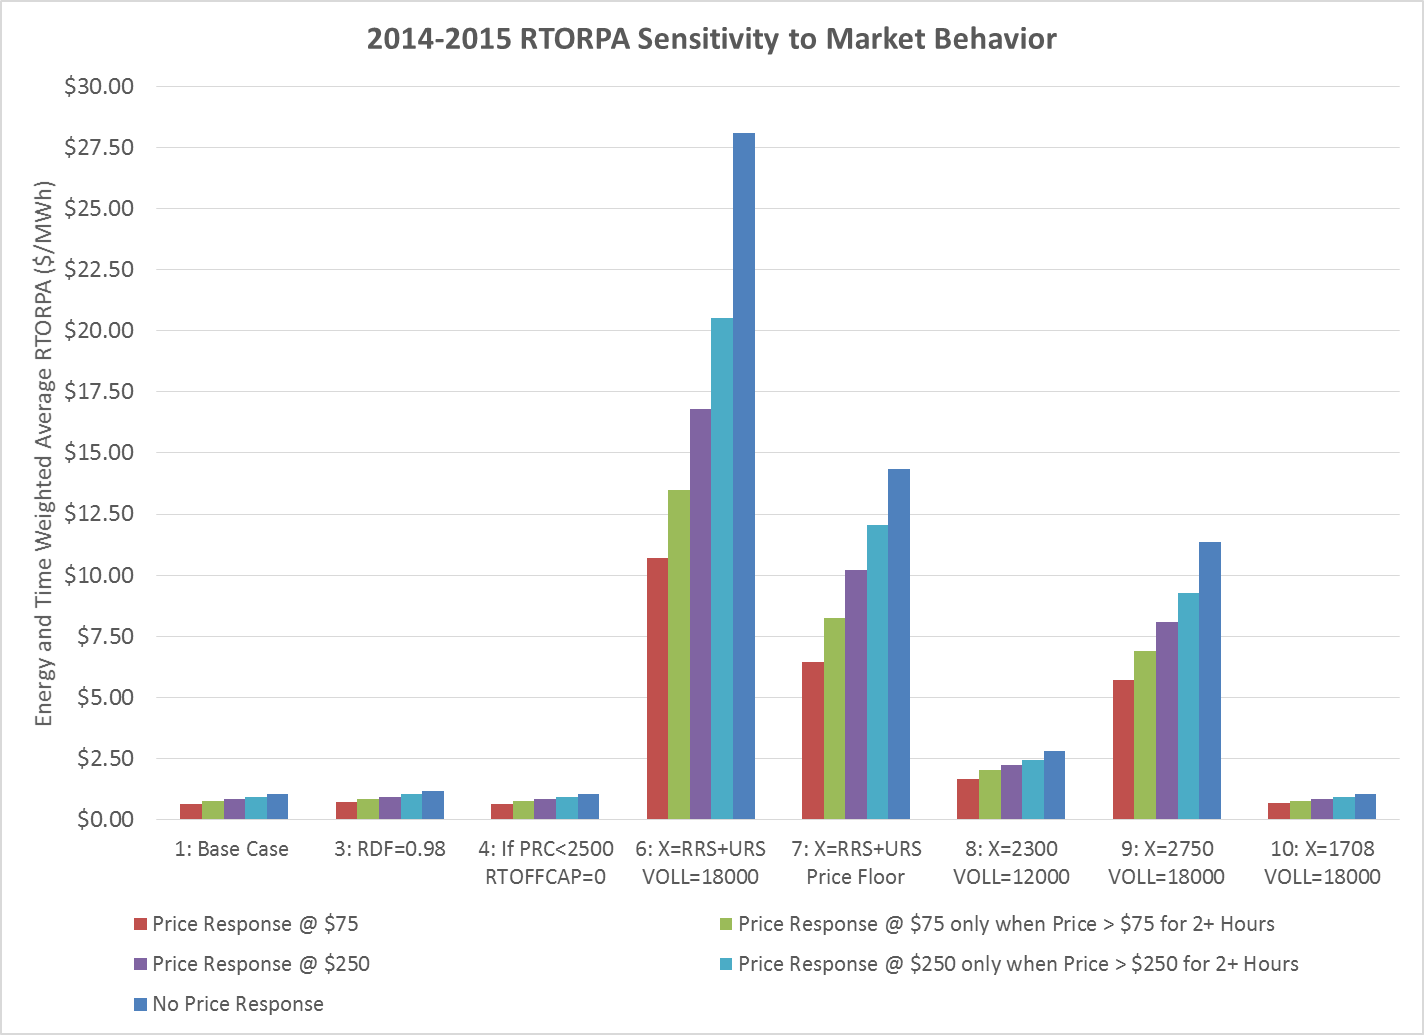 2014-2015 RTORPA Sensitivity to Market Behavior
Energy and Time Weighted Average RTORPA ($/MWh)
$30.00
$27.50
$25.00
$22.50
$20.00
$17.50
$15.00
$12.50
$10.00
$7.50
$5.00
$2.50
$0.00
1: Base Case
3: RDF=0.98
4: If PRC<2500
RTOFFCAP=0
6: X=RRS+URS
VOLL=18000
7: X=RRS+URS
Price Floor
8: X=2300
VOLL=12000
9: X=2750
VOLL=18000
10: X=1708
VOLL=18000
Price Response @ $75
Price Response @ $75 only when Price > $75 for 2+ Hours
Price Response @ $250
Price Response @ $250 only when Price > $250 for 2+ Hours
No Price Response